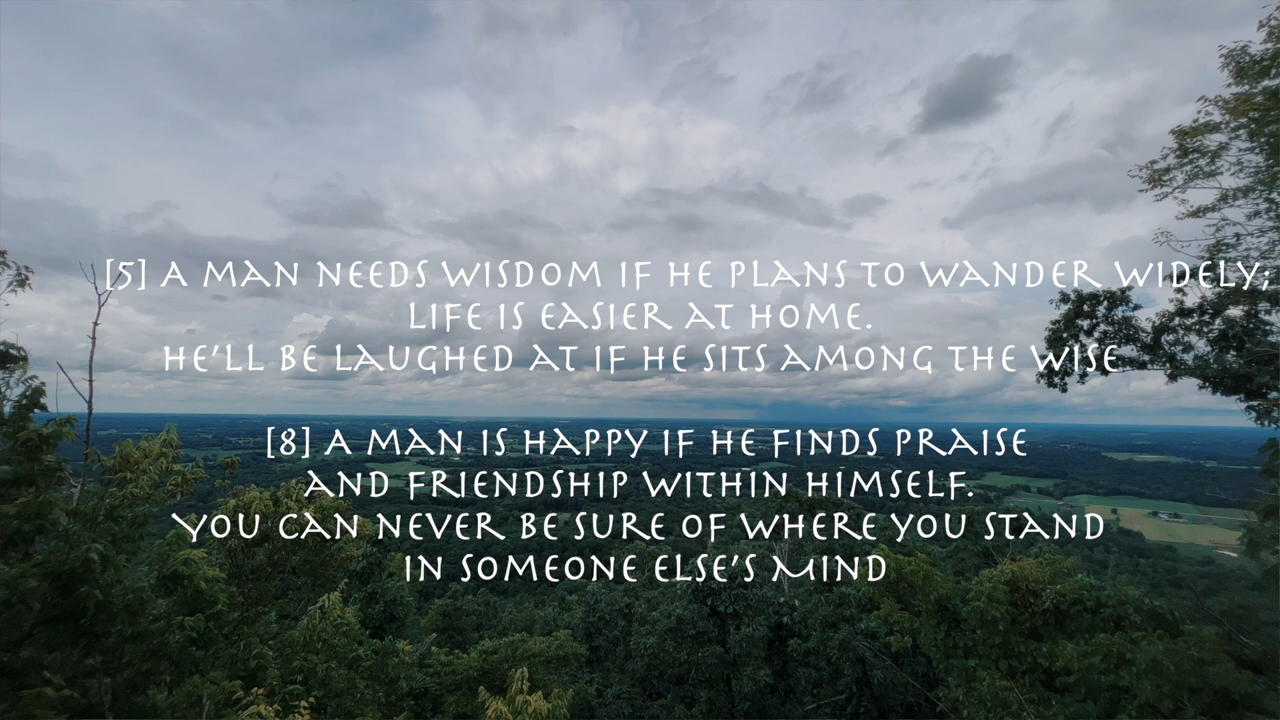 [5] A MAN NEEDS WISDOM IF HE PLANS TO WANDER WIDELY;
LIFE IS EASIER AT HOME.
HE'LL BE LAUGHED AT IF HE SITS AMONG THE WISE
[8] A MAN IS HAPPY IF HE FINDS PRAISE
AND FRIENDSHIP WITHIN HIMSELF.
YOU CAN NEVER BE SURE OF WHERE YOU STAND
IN SOMEONE ELSE'S MIND